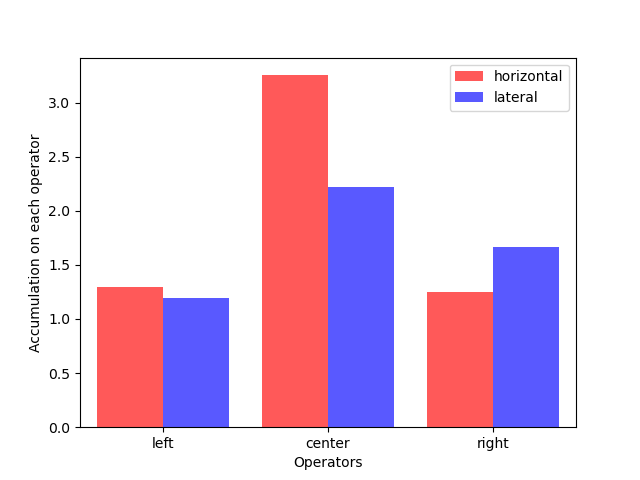 horizontal
lateral
3.0
2.5
2.0
1.5
1.0
0.5
0.0
Accumulation on each operator
left
center
right
Operators